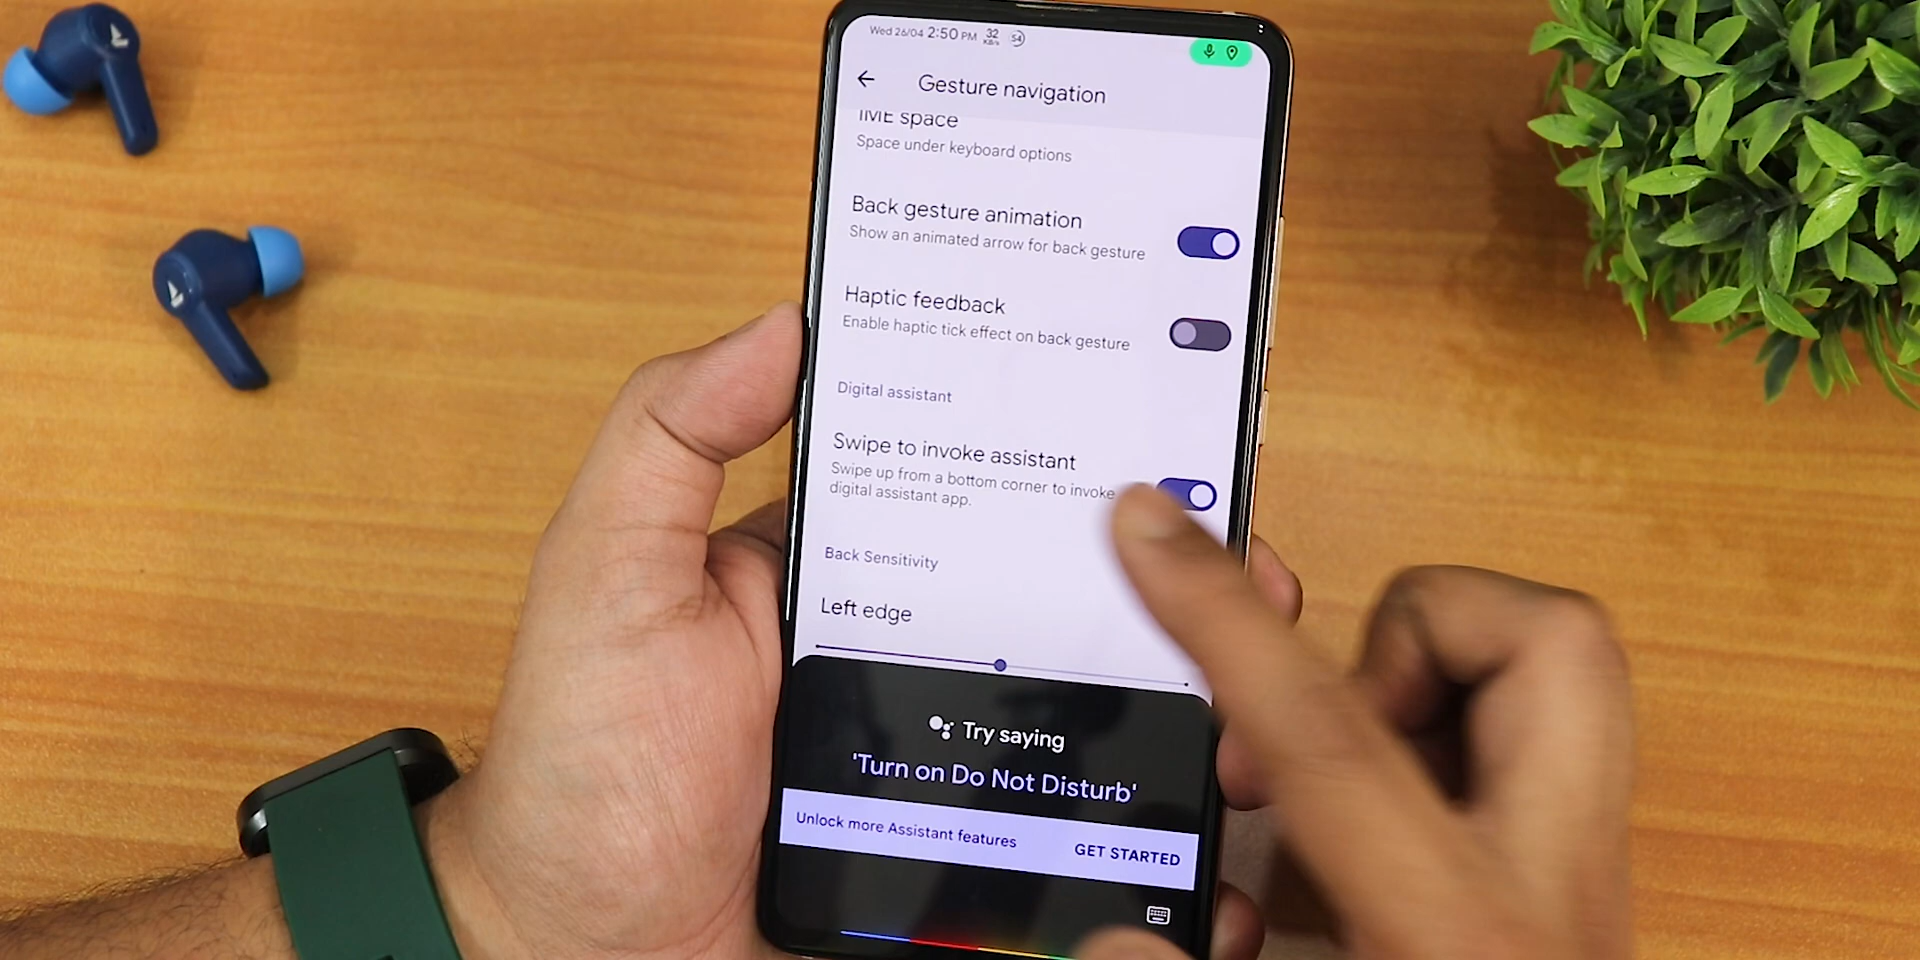 Wed 26/04 2:50 PM 32 KB/s 54
Gesture navigation
IME space
Space under keyboard options
Back gesture animation
Show an animated arrow for back gesture
Haptic feedback
Enable haptic tick effect on back gesture
Digital assistant
Swipe to invoke assistant
Swipe up from a bottom corner to invoke
digital assistant app.
Back Sensitivity
Left edge
Try saying
'Turn on Do Not Disturb'
Unlock more Assistant features
GET STARTED